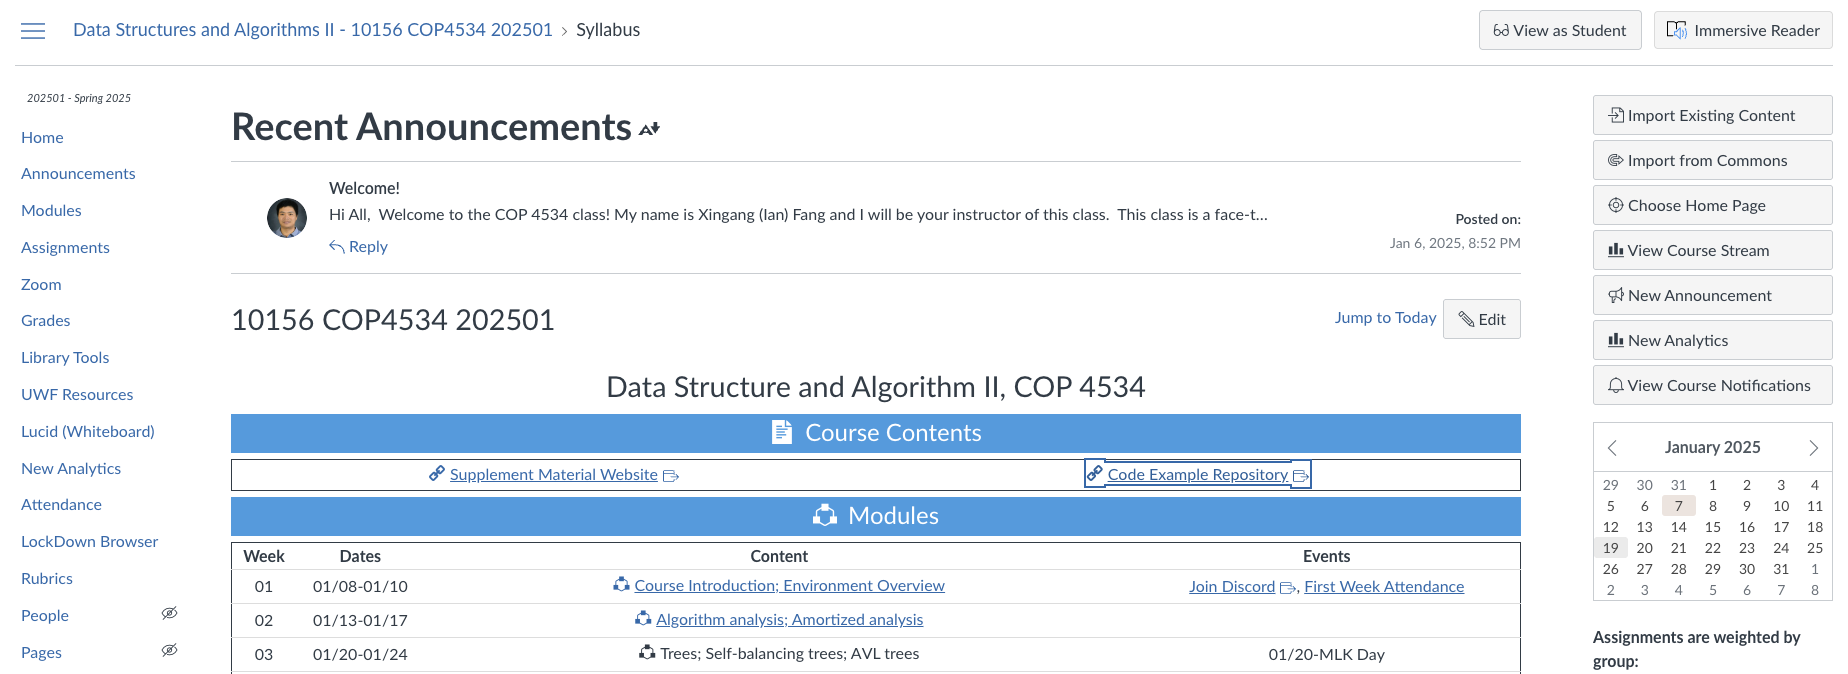 Data Structures and Algorithms II - 10156 COP4534 202501 › Syllabus
View as Student
Immersive Reader
202501 - Spring 2025
Home
Announcements
Modules
Assignments
Zoom
Grades
Library Tools
UWF Resources
Lucid (Whiteboard)
New Analytics
Attendance
LockDown Browser
Rubrics
People
Pages
Recent Announcements
Welcome!
Hi All,  Welcome to the COP 4534 class! My name is Xingang (Ian) Fang and I will be your instructor of this class.  This class is a face-t...
Reply
Posted on:
Jan 6, 2025, 8:52 PM
10156 COP4534 202501
Jump to Today
Edit
Data Structure and Algorithm II, COP 4534
Course Contents
Supplement Material Website
Code Example Repository
Modules
Week Dates Content Events
01 01/08-01/10 Course Introduction; Environment Overview Join Discord , First Week Attendance
02 01/13-01/17 Algorithm analysis; Amortized analysis
03 01/20-01/24 Trees; Self-balancing trees; AVL trees 01/20-MLK Day
Import Existing Content
Import from Commons
Choose Home Page
View Course Stream
New Announcement
New Analytics
View Course Notifications
January 2025
29 30 31 1 2 3 4
5 6 7 8 9 10 11
12 13 14 15 16 17 18
19 20 21 22 23 24 25
26 27 28 29 30 31 1
2 3 4 5 6 7 8
Assignments are weighted by
group: